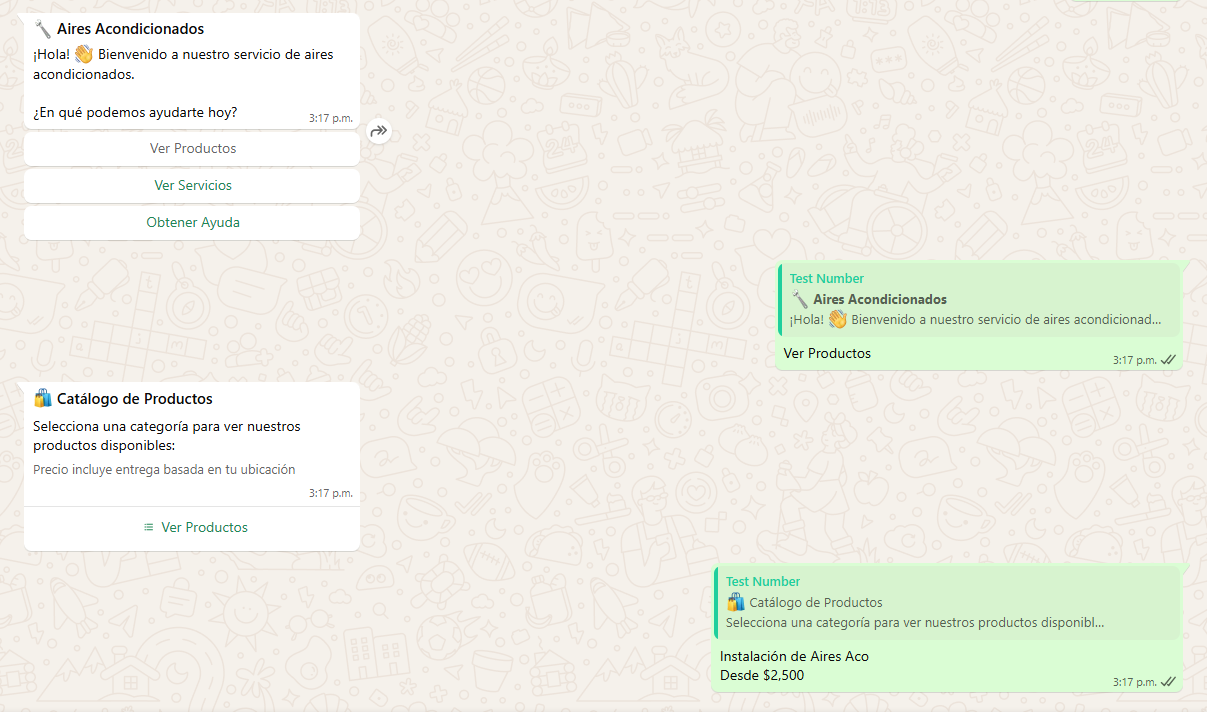 🔧 Aires Acondicionados
¡Hola! 👋 Bienvenido a nuestro servicio de aires
acondicionados.
¿En qué podemos ayudarte hoy?
3:17 p.m.
Ver Productos
Ver Servicios
Obtener Ayuda
Test Number
🔧 Aires Acondicionados
¡Hola! 👋 Bienvenido a nuestro servicio de aires acondicionad...
Ver Productos
3:17 p.m.
🛍️ Catálogo de Productos
Selecciona una categoría para ver nuestros
productos disponibles:
Precio incluye entrega basada en tu ubicación
3:17 p.m.
Ver Productos
Test Number
🛍️ Catálogo de Productos
Selecciona una categoría para ver nuestros productos disponibl...
Instalación de Aires Aco
Desde $2,500
3:17 p.m.